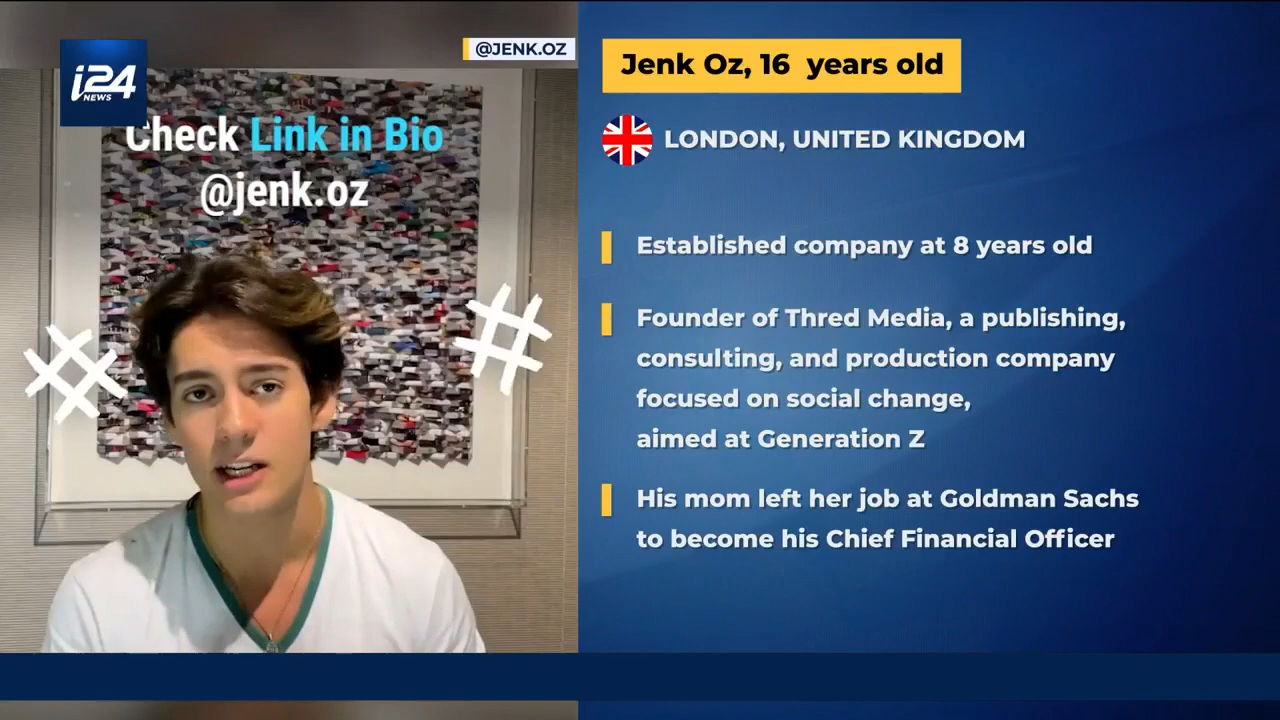 @JENK.OZ
i24
NEWS
Check Link in Bio
@jenk.oz
Jenk Oz, 16 years old
LONDON, UNITED KINGDOM
Established company at 8 years old
Founder of Thred Media, a publishing,
consulting, and production company
focused on social change,
aimed at Generation Z
His mom left her job at Goldman Sachs
to become his Chief Financial Officer